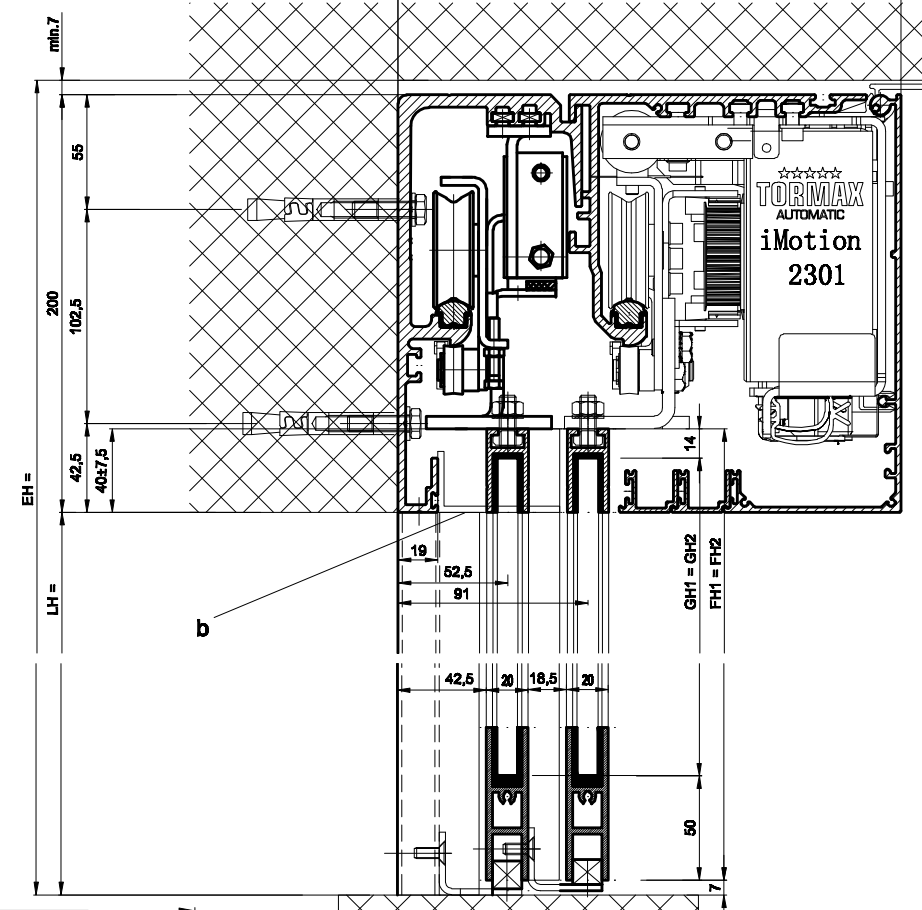 min.7
55
TORMAX
AUTOMATIC
iMotion
2301
200
102,5
14
42,5
40±7,5
EH =
19
52,5
91
GH1 = GH2
FH1 = FH2
LH =
b
42,5
20
18,5
20
50
7